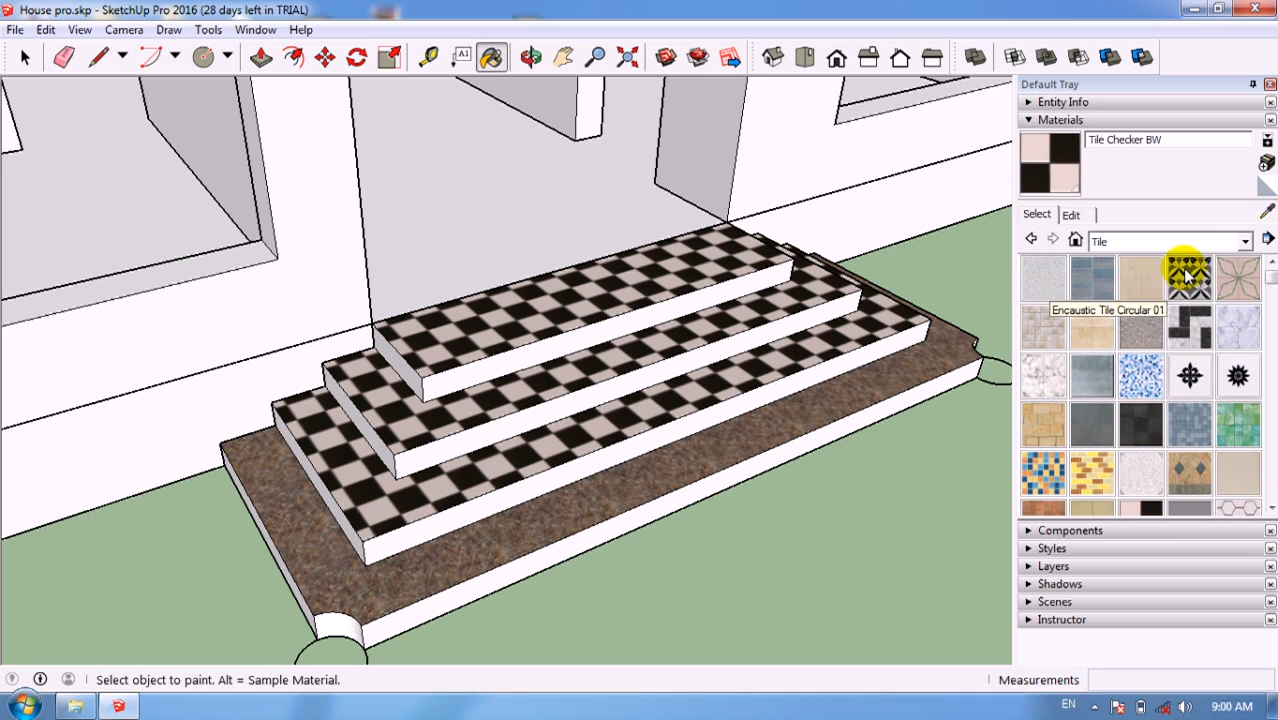 House pro.skp - SketchUp Pro 2016 (28 days left in TRIAL)
File Edit View Camera Draw Tools Window Help
A1
Default Tray
Entity Info
Materials
Tile Checker BW
Select Edit
Tile
Encaustic Tile Circular 01
Components
Styles
Layers
Shadows
Scenes
Instructor
Select object to paint. Alt = Sample Material.
Measurements
EN
9:00 AM